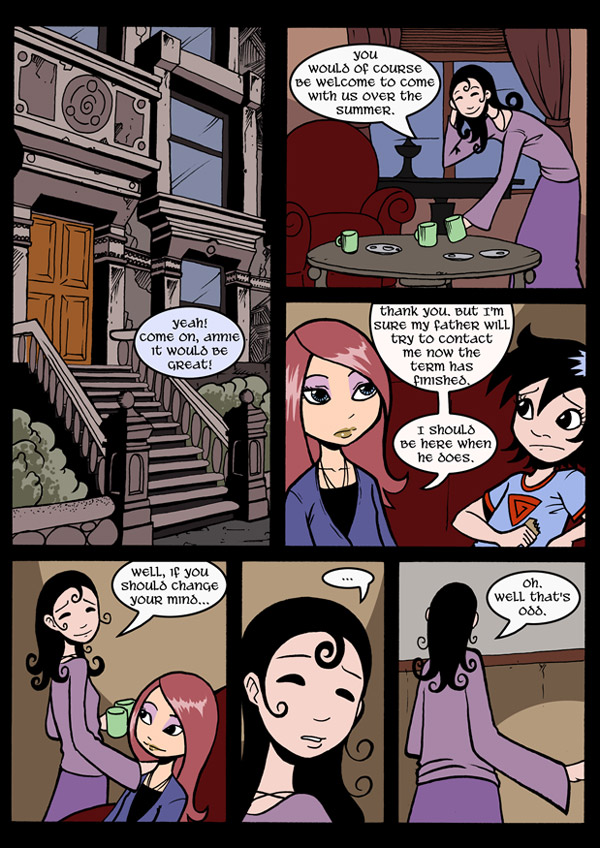 yeah!
come on, annie
it would be
great!
you
would of course
be welcome to come
with us over the
summer.
thank you. but i'm
sure my father will
try to contact
me now the
term has
finished.
i should
be here when
he does.
well, if you
should change
your mind...
...
oh.
well that's
odd.